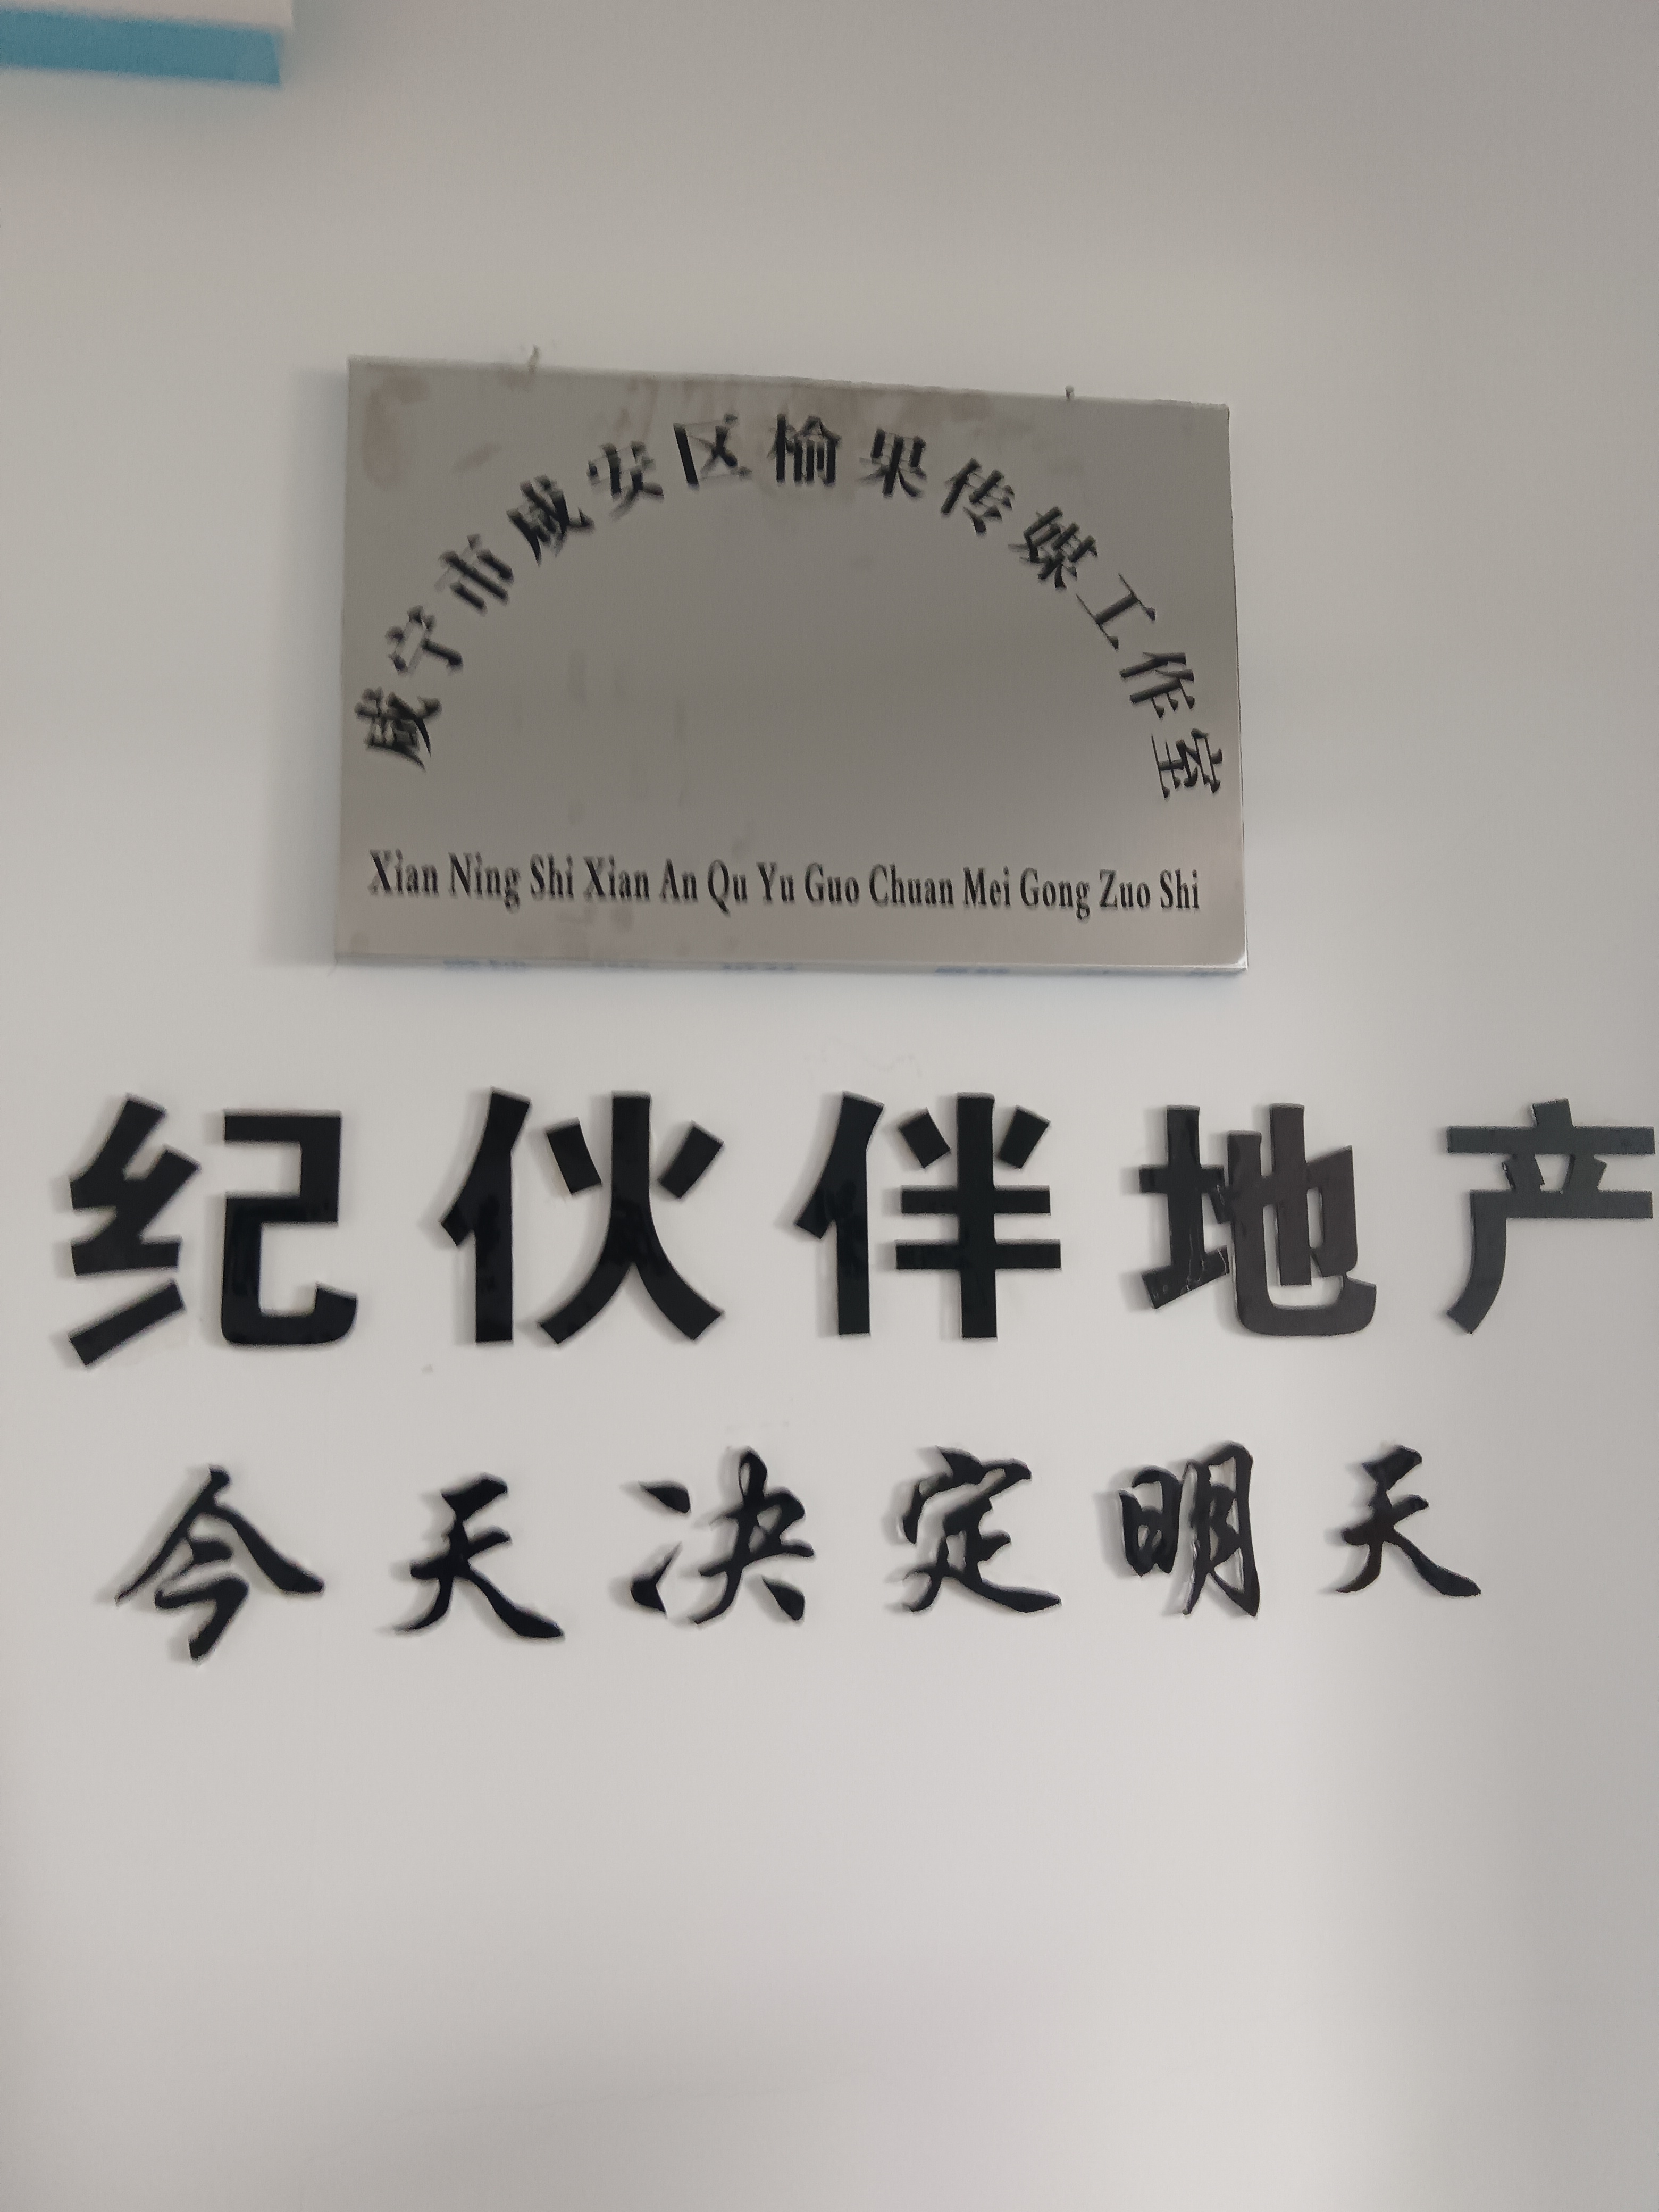 咸宁市咸安区榆果传媒工作室
Xian Ning Shi Xian An Qu Yu Guo Chuan Mei Gong Zuo Shi
纪伙伴地产
今天决定明天